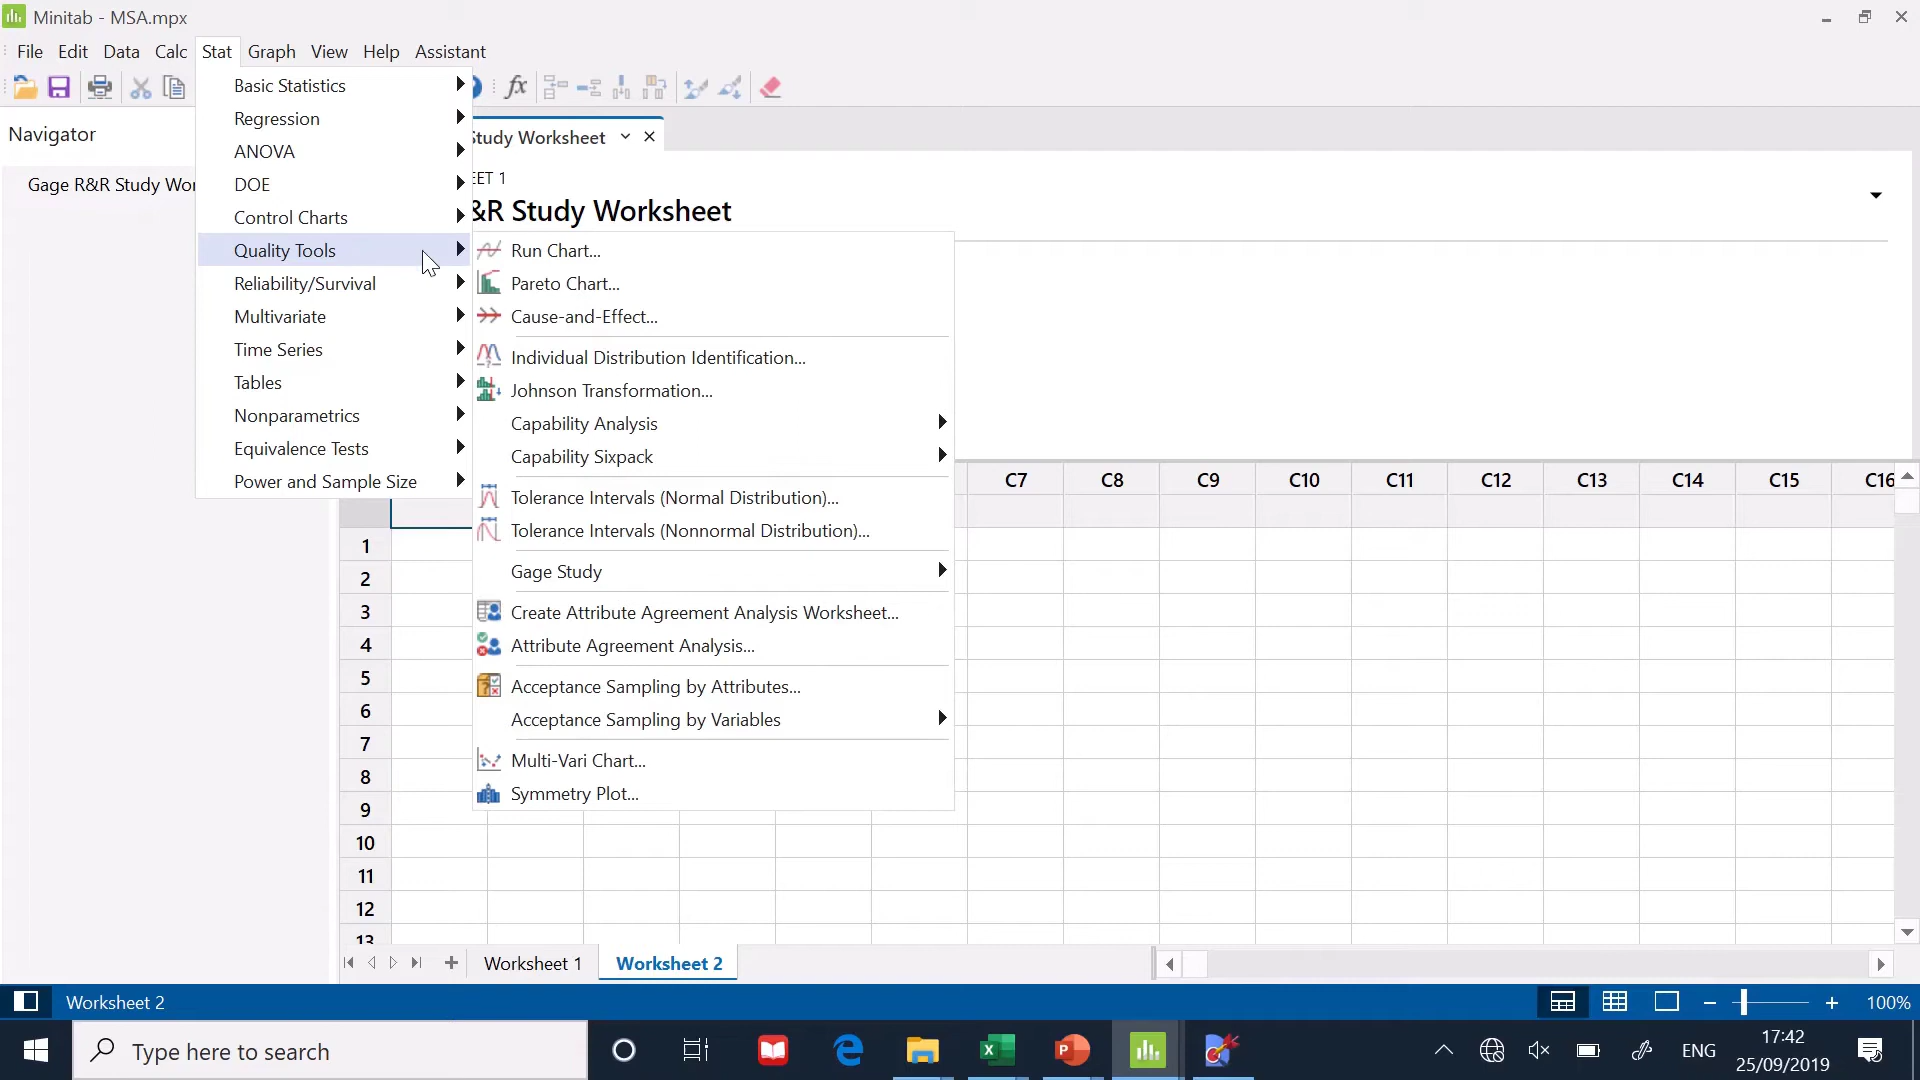 Minitab - MSA.mpx
File Edit Data Calc Stat Graph View Help Assistant
fx
Navigator
Gage R&R Study Wor
Study Worksheet
EET 1
&R Study Worksheet
Basic Statistics
Regression
ANOVA
DOE
Control Charts
Quality Tools
Reliability/Survival
Multivariate
Time Series
Tables
Nonparametrics
Equivalence Tests
Power and Sample Size
Run Chart...
Pareto Chart...
Cause-and-Effect...
Individual Distribution Identification...
Johnson Transformation...
Capability Analysis
Capability Sixpack
Tolerance Intervals (Normal Distribution)...
Tolerance Intervals (Nonnormal Distribution)...
Gage Study
Create Attribute Agreement Analysis Worksheet...
Attribute Agreement Analysis...
Acceptance Sampling by Attributes...
Acceptance Sampling by Variables
Multi-Vari Chart...
Symmetry Plot...
C7 C8 C9 C10 C11 C12 C13 C14 C15 C16
1
2
3
4
5
6
7
8
9
10
11
12
13
Worksheet 1 Worksheet 2
Worksheet 2
100%
Type here to search
ENG
17:42
25/09/2019